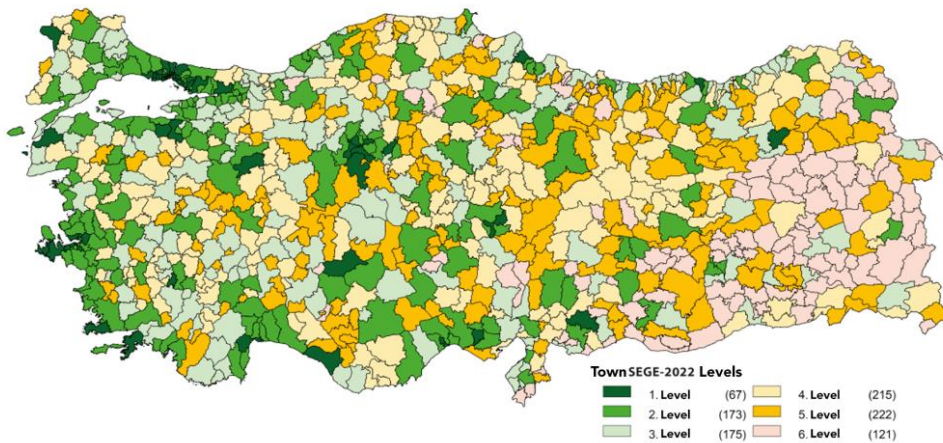 Town SEGE-2022 Levels
1. Level (67)
2. Level (173)
3. Level (175)
4. Level (215)
5. Level (222)
6. Level (121)